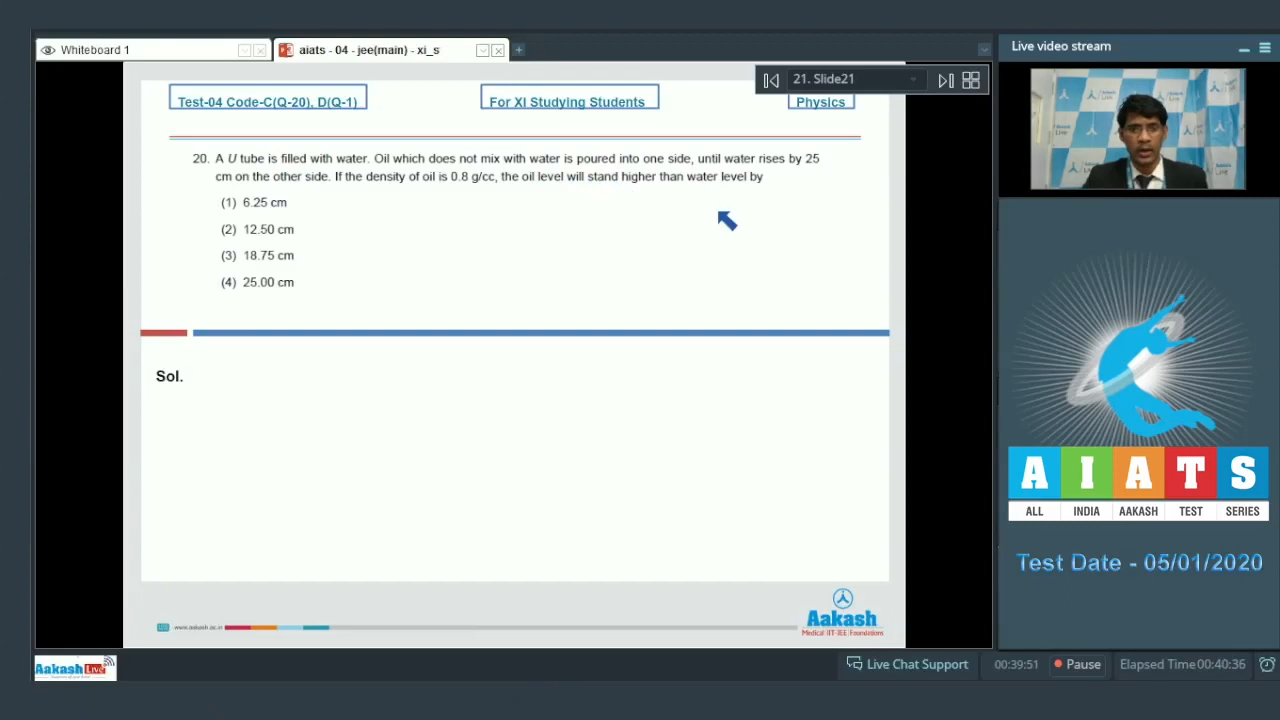 Whiteboard 1
aiats - 04 - jee(main) - xi_s
Live video stream
21. Slide21
Test-04 Code-C(Q-20), D(Q-1)
For XI Studying Students
Physics
20. A U tube is filled with water. Oil which does not mix with water is poured into one side, until water rises by 25
cm on the other side. If the density of oil is 0.8 g/cc, the oil level will stand higher than water level by
(1) 6.25 cm
(2) 12.50 cm
(3) 18.75 cm
(4) 25.00 cm
Sol.
A I A T S
ALL INDIA AAKASH TEST SERIES
Test Date - 05/01/2020
www.aakash.ac.in
Aakash
Medical | IIT-JEE | Foundations
Aakash Live
Live Chat Support
00:39:51
Pause
Elapsed Time 00:40:36